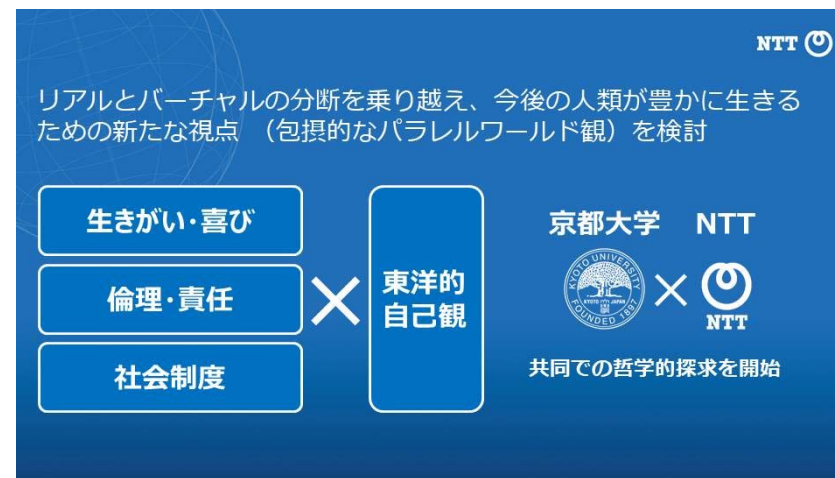 NTT
リアルとバーチャルの分断を乗り越え、今後の人類が豊かに生きる
ための新たな視点 （包摂的なパラレルワールド観）を検討
生きがい・喜び
倫理・責任
社会制度
東洋的
自己観
京都大学 NTT
KYOTO UNIVERSITY
KYOTO JAPAN
FOUNDED 1897
NTT
共同での哲学的探求を開始